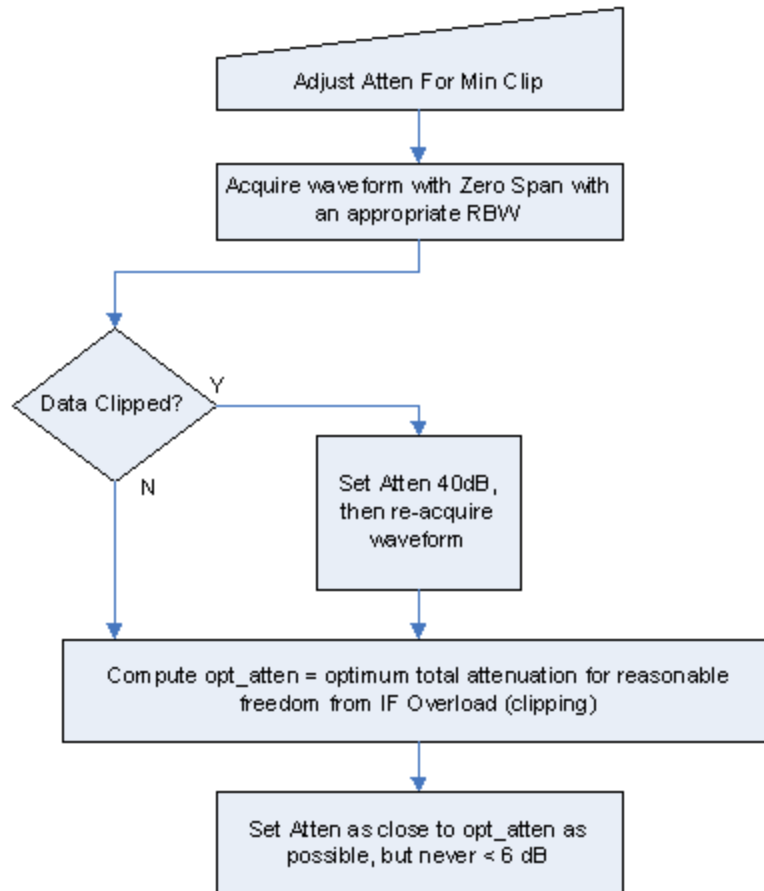 Adjust Atten For Min Clip
Acquire waveform with Zero Span with
an appropriate RBW
Data Clipped?
Y
N
Set Atten 40dB,
then re-acquire
waveform
Compute opt_atten = optimum total attenuation for reasonable
freedom from IF Overload (clipping)
Set Atten as close to opt_atten as
possible, but never < 6 dB